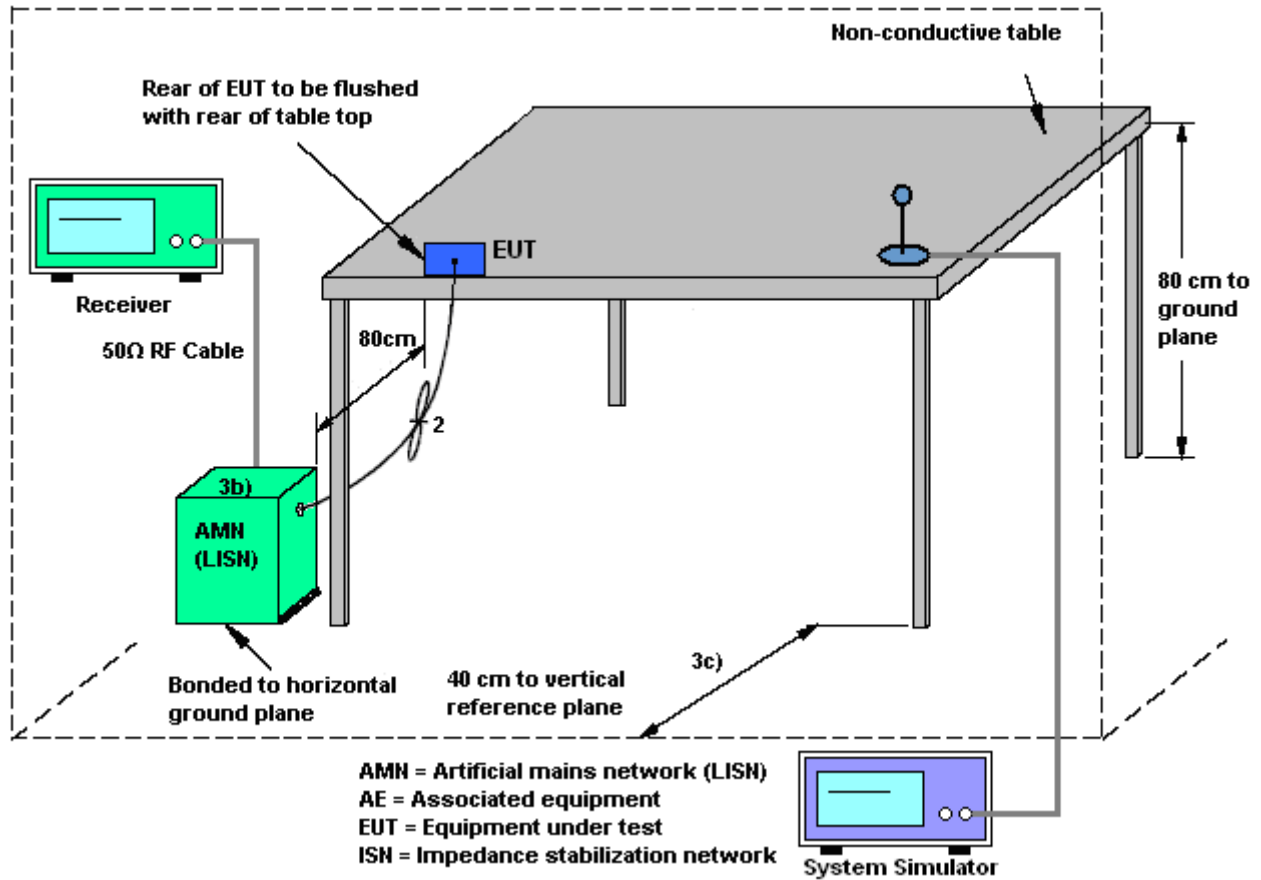 Non-conductive table
Rear of EUT to be flushed
with rear of table top
EUT
Receiver
80cm
80 cm to
ground
plane
50Ω RF Cable
2
3b)
AMN
(LISN)
3c)
Bonded to horizontal
ground plane
40 cm to vertical
reference plane
AMN = Artificial mains network (LISN)
AE = Associated equipment
EUT = Equipment under test
ISN = Impedance stabilization network
System Simulator